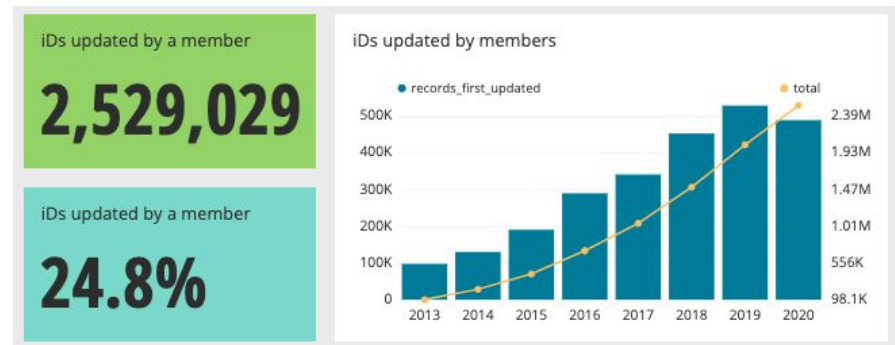 iDs updated by a member
2,529,029
iDs updated by a member
24.8%
iDs updated by members
records_first_updated
total
500K
400K
300K
200K
100K
0
2.39M
1.93M
1.47M
1.01M
556K
98.1K
2013 2014 2015 2016 2017 2018 2019 2020